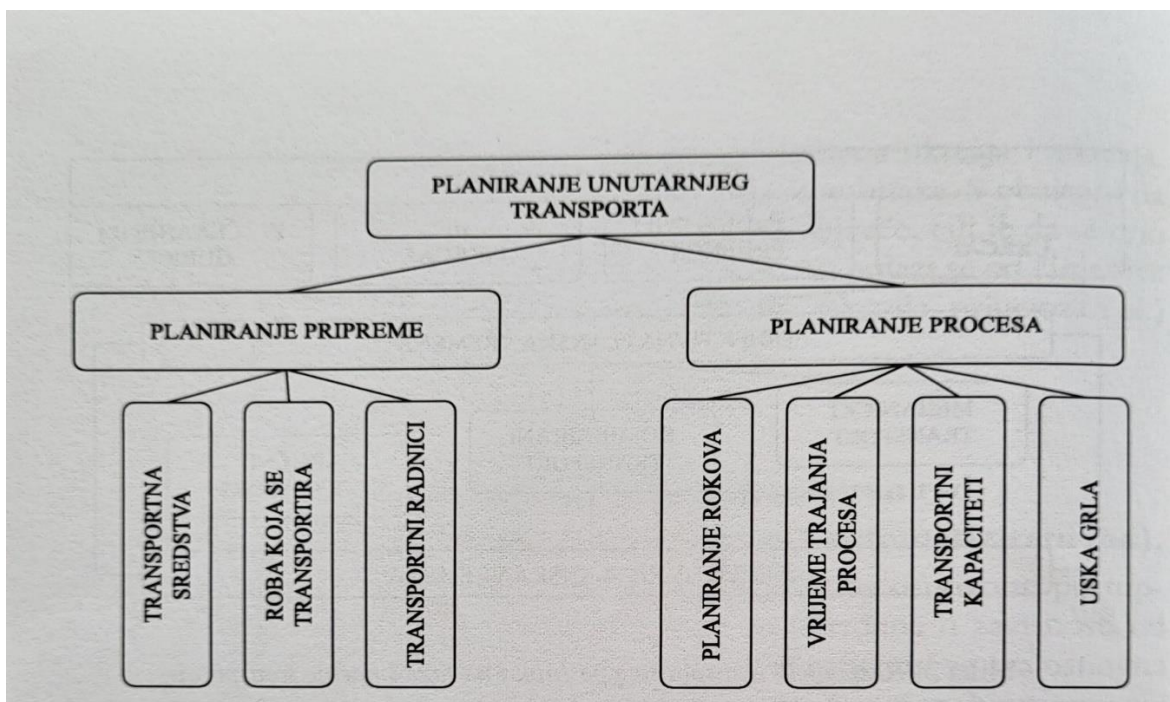 PLANIRANJE UNUTARNJEG
TRANSPORTA
PLANIRANJE PRIPREME
PLANIRANJE PROCESA
TRANSPORTNA
SREDSTVA
ROBA KOJA SE
TRANSPORTIRA
TRANSPORTNI RADNICI
PLANIRANJE ROKOVA
VRIJEME TRAJANJA
PROCESA
TRANSPORTNI
KAPACITETI
USKA GRLA